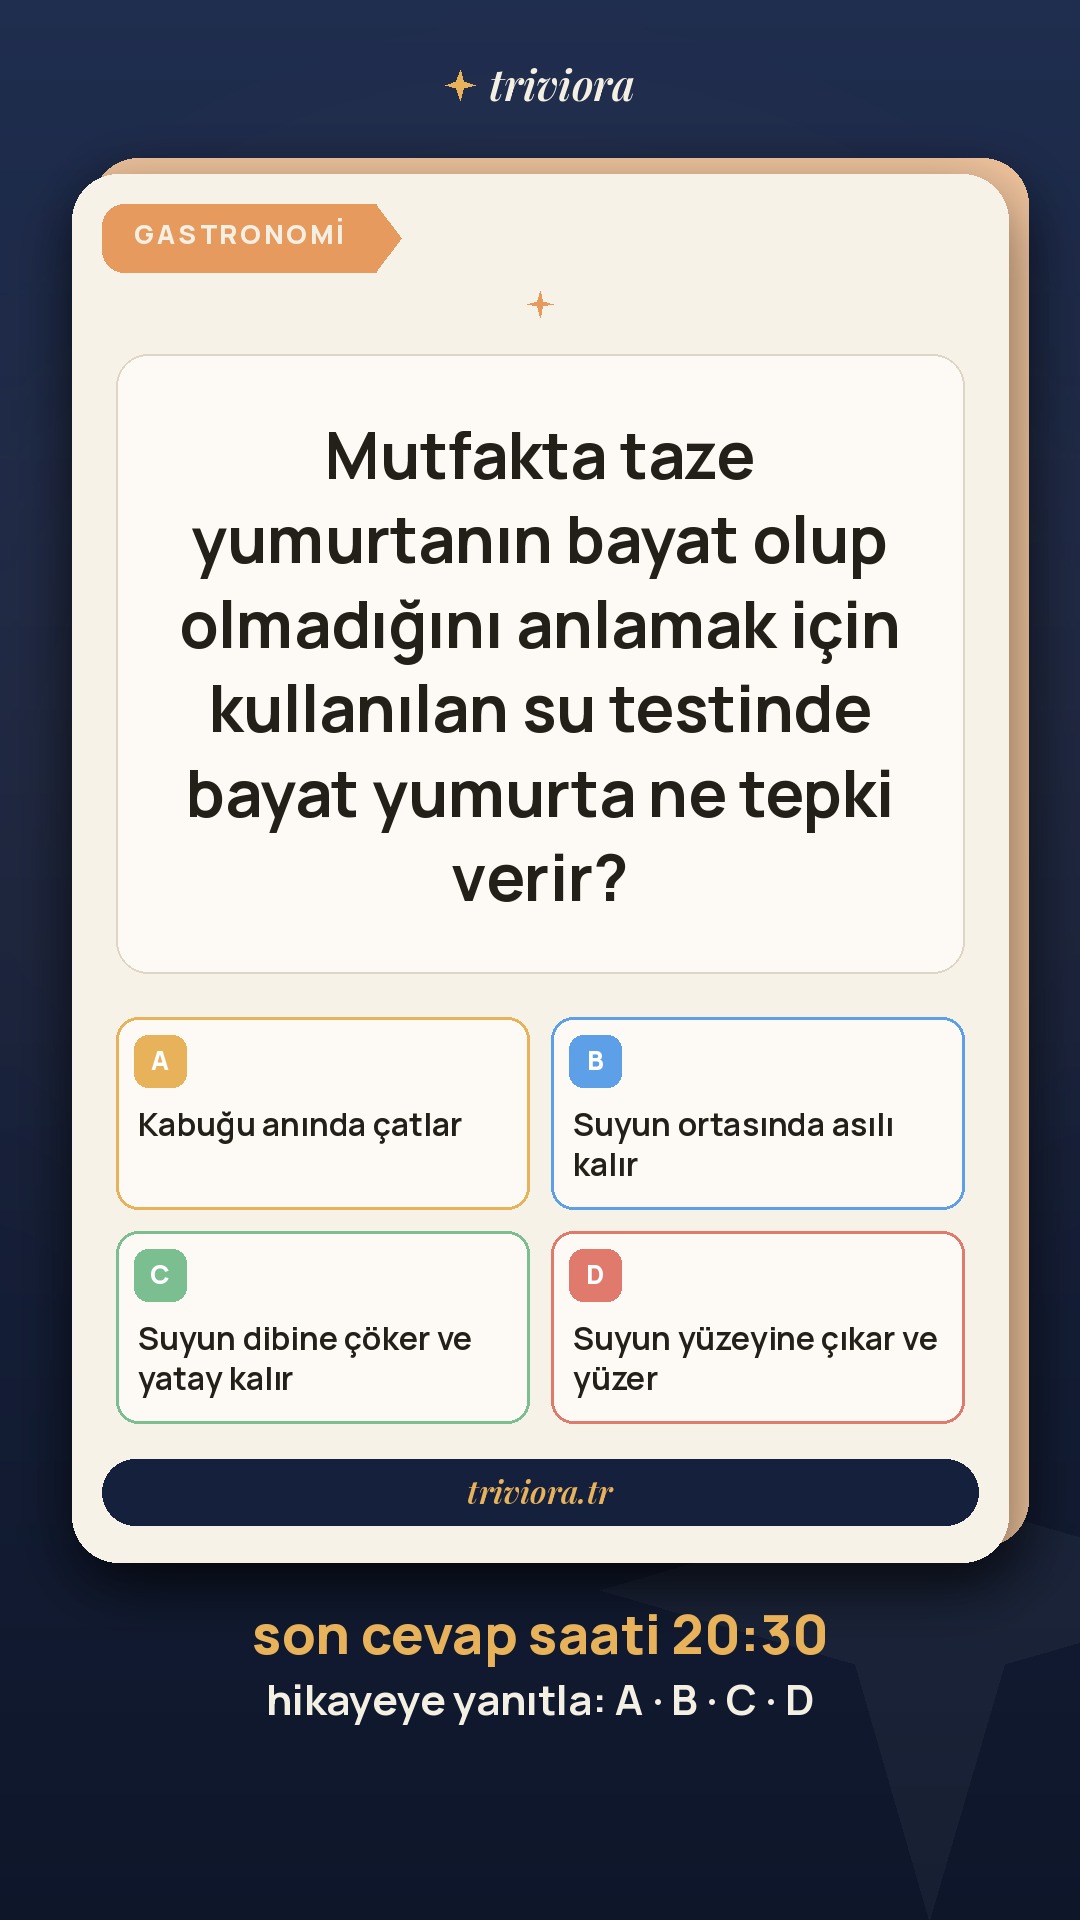 triviora
GASTRONOMİ
Mutfakta taze
yumurtanın bayat olup
olmadığını anlamak için
kullanılan su testinde
bayat yumurta ne tepki
verir?
A
Kabuğu anında çatlar
B
Suyun ortasında asılı
kalır
C
Suyun dibine çöker ve
yatay kalır
D
Suyun yüzeyine çıkar ve
yüzer
triviora.tr
son cevap saati 20:30
hikayeye yanıtla: A · B · C · D